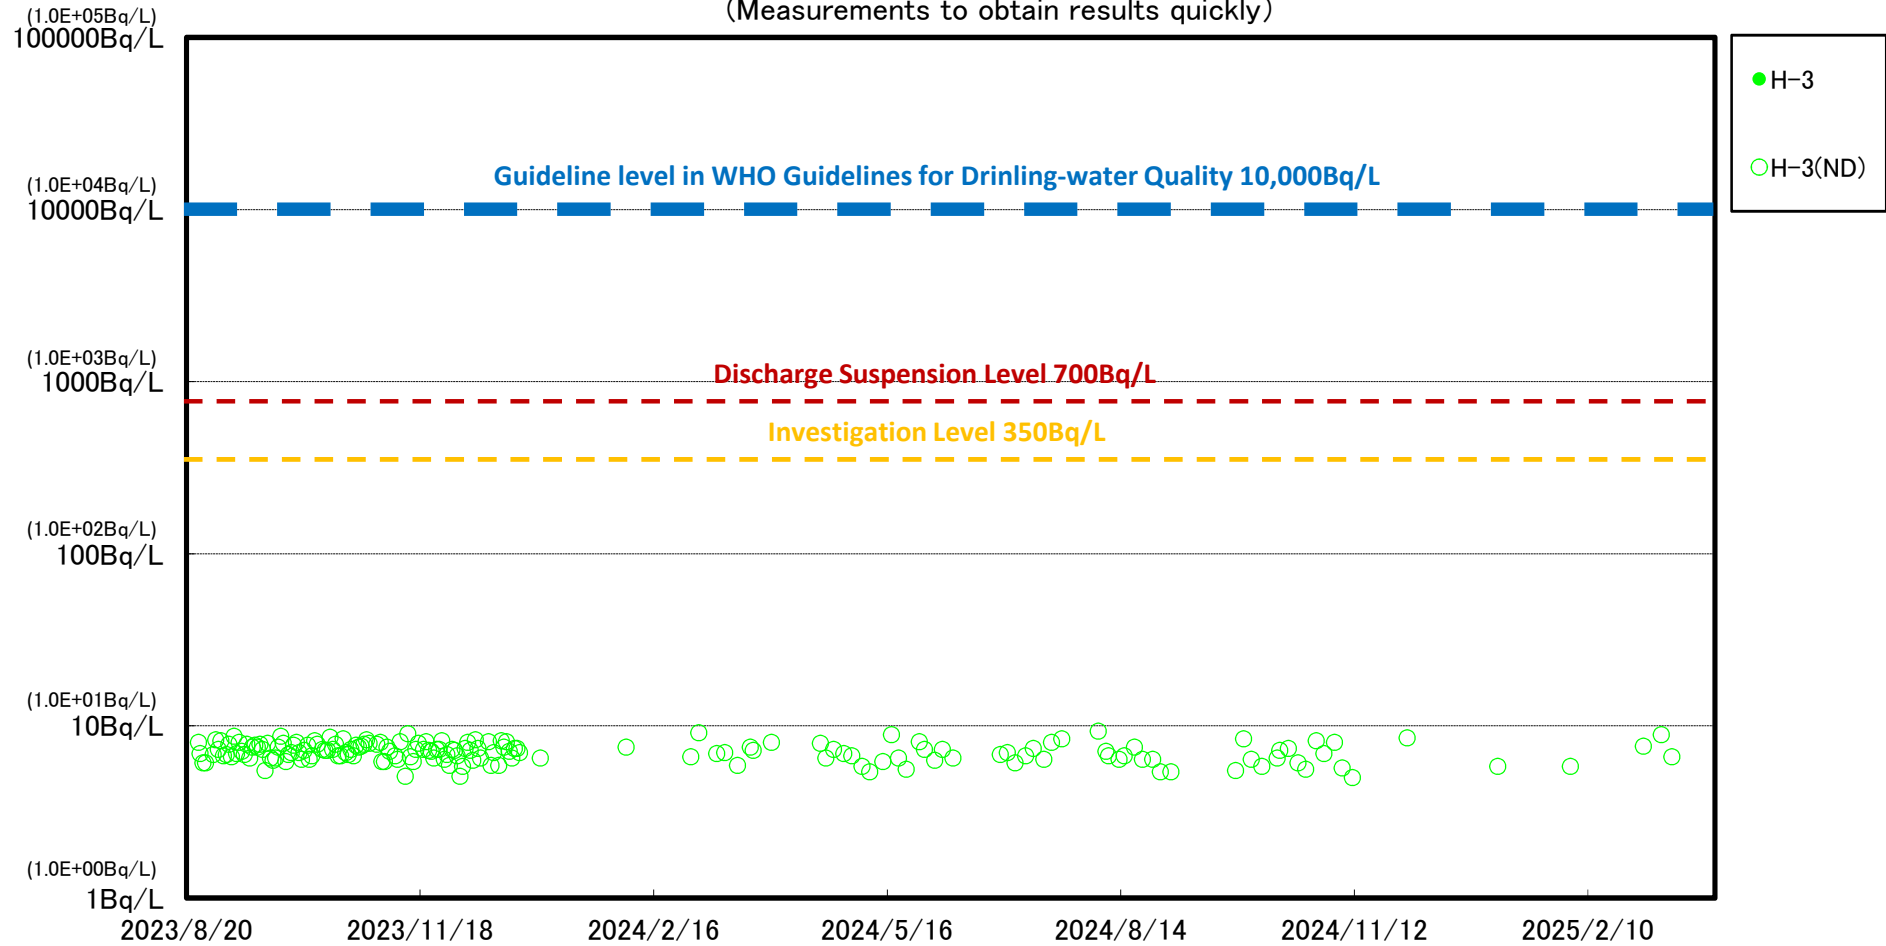 (Measurements to obtain results quickly)
(1.0E+05Bq/L)
100000Bq/L
H-3
H-3(ND)
Guideline level in WHO Guidelines for Drinling-water Quality 10,000Bq/L
(1.0E+04Bq/L)
10000Bq/L
(1.0E+03Bq/L)
1000Bq/L
Discharge Suspension Level 700Bq/L
Investigation Level 350Bq/L
(1.0E+02Bq/L)
100Bq/L
(1.0E+01Bq/L)
10Bq/L
(1.0E+00Bq/L)
1Bq/L
2023/8/20 2023/11/18 2024/2/16 2024/5/16 2024/8/14 2024/11/12 2025/2/10